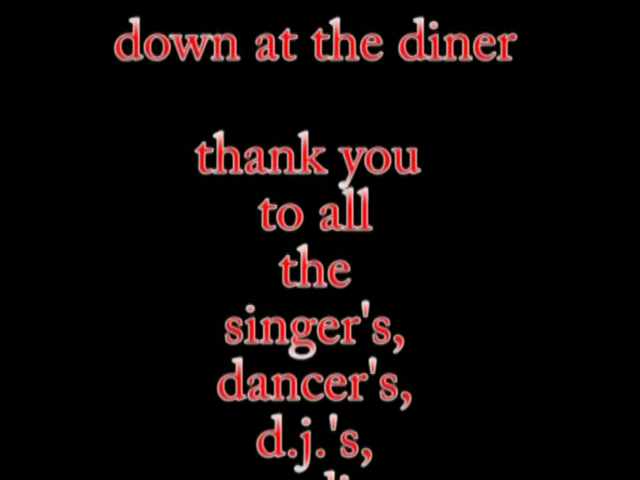 down at the diner
thank you
to all
the
singer's,
dancer's,
d.j.'s,